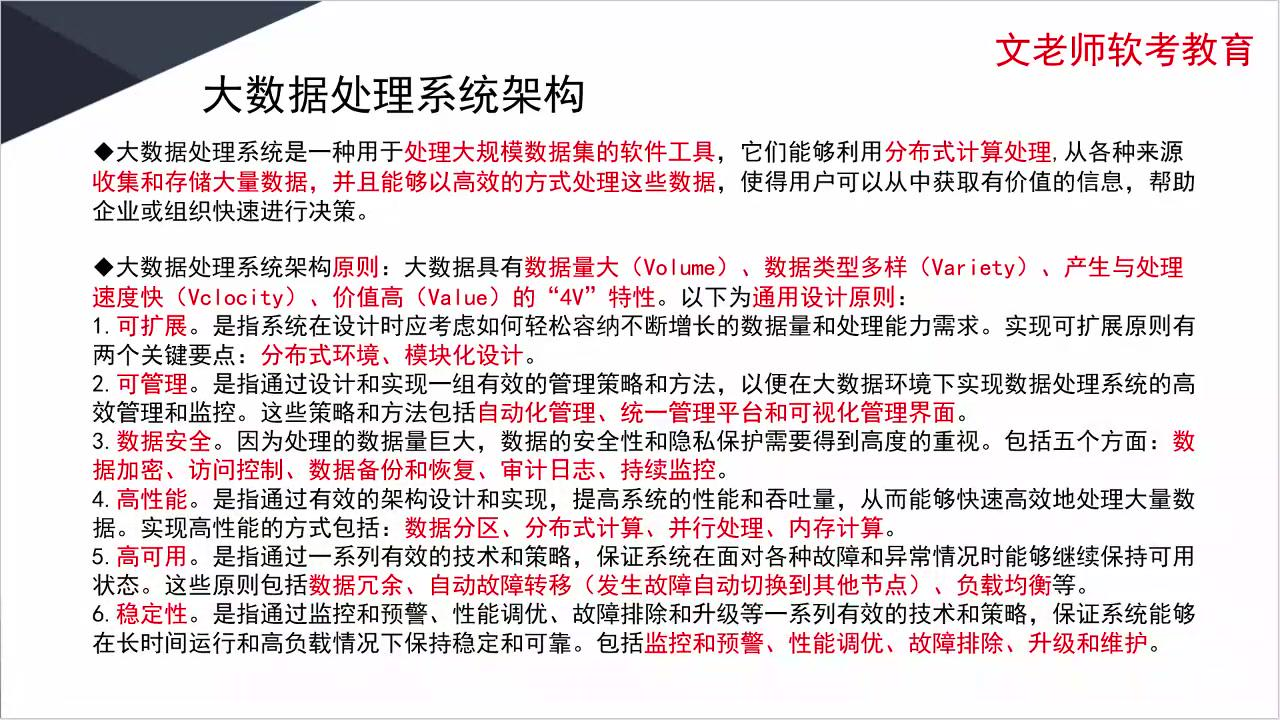 文老师软考教育
大数据处理系统架构
◆大数据处理系统是一种用于处理大规模数据集的软件工具，它们能够利用分布式计算处理,从各种来源
收集和存储大量数据，并且能够以高效的方式处理这些数据，使得用户可以从中获取有价值的信息，帮助
企业或组织快速进行决策。
◆大数据处理系统架构原则：大数据具有数据量大（Volume）、数据类型多样（Variety）、产生与处理
速度快（Vclocity）、价值高（Value）的“4V”特性。以下为通用设计原则：
1.可扩展。是指系统在设计时应考虑如何轻松容纳不断增长的数据量和处理能力需求。实现可扩展原则有
两个关键要点：分布式环境、模块化设计。
2.可管理。是指通过设计和实现一组有效的管理策略和方法，以便在大数据环境下实现数据处理系统的高
效管理和监控。这些策略和方法包括自动化管理、统一管理平台和可视化管理界面。
3.数据安全。因为处理的数据量巨大，数据的安全性和隐私保护需要得到高度的重视。包括五个方面：数
据加密、访问控制、数据备份和恢复、审计日志、持续监控。
4.高性能。是指通过有效的架构设计和实现，提高系统的性能和吞吐量，从而能够快速高效地处理大量数
据。实现高性能的方式包括：数据分区、分布式计算、并行处理、内存计算。
5.高可用。是指通过一系列有效的技术和策略，保证系统在面对各种故障和异常情况时能够继续保持可用
状态。这些原则包括数据冗余、自动故障转移（发生故障自动切换到其他节点）、负载均衡等。
6.稳定性。是指通过监控和预警、性能调优、故障排除和升级等一系列有效的技术和策略，保证系统能够
在长时间运行和高负载情况下保持稳定和可靠。包括监控和预警、性能调优、故障排除、升级和维护。